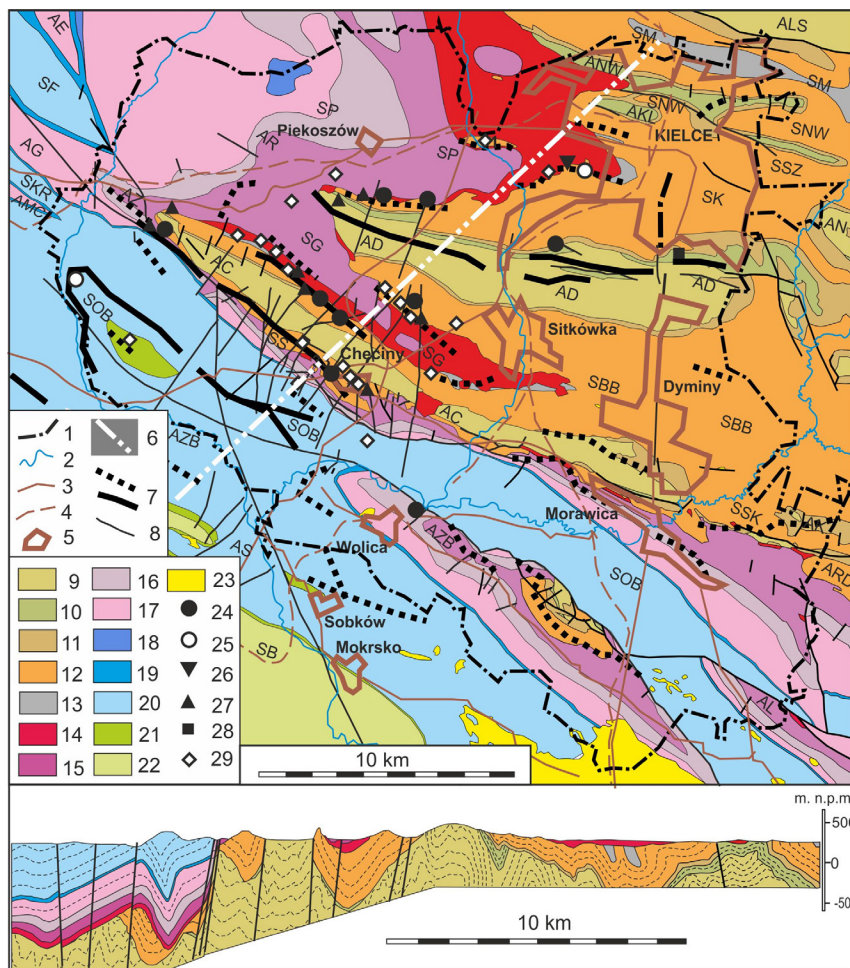 AE
SM
ALS
SF
ANW
SM
SP
SNW
AKL
SNW
Piekoszów
AR
KIELCE
AG
SP
SSZ
SKR
AMC
AZ
SK
SG
AD
AC
AD
AD
SOB
Sitkówka
Chęciny
SS
SG
SBB
Dyminy
AC
SBB
SOB
AZB
Morawica
SSK
Wolica
AZB
ARD
AS
SOB
Sobków
SB
Mokrsko
AL
1
2
3
4
5
6
7
8
9 16 23
10 17 24
11 18 25
12 19 26
13 20 27
14 21 28
15 22 29
10 km
m. n.p.m
500
0
-50
10 km